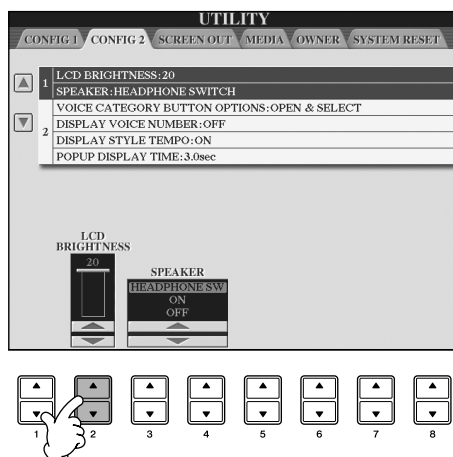 UTILITY
CONFIG 1 CONFIG 2 SCREEN OUT MEDIA OWNER SYSTEM RESET
1 LCD BRIGHTNESS:20
SPEAKER:HEADPHONE SWITCH
2 VOICE CATEGORY BUTTON OPTIONS:OPEN & SELECT
DISPLAY VOICE NUMBER:OFF
DISPLAY STYLE TEMPO:ON
POPUP DISPLAY TIME:3.0sec
LCD
BRIGHTNESS
20
SPEAKER
HEADPHONE SW
ON
OFF
1 2 3 4 5 6 7 8